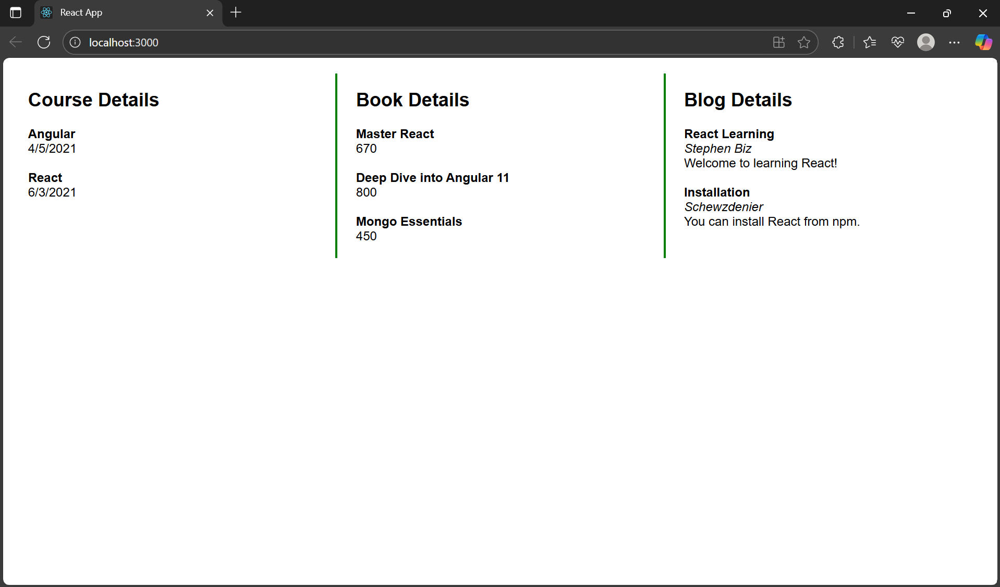 React App
localhost:3000
Course Details
Angular
4/5/2021
React
6/3/2021
Book Details
Master React
670
Deep Dive into Angular 11
800
Mongo Essentials
450
Blog Details
React Learning
Stephen Biz
Welcome to learning React!
Installation
Schewzdenier
You can install React from npm.